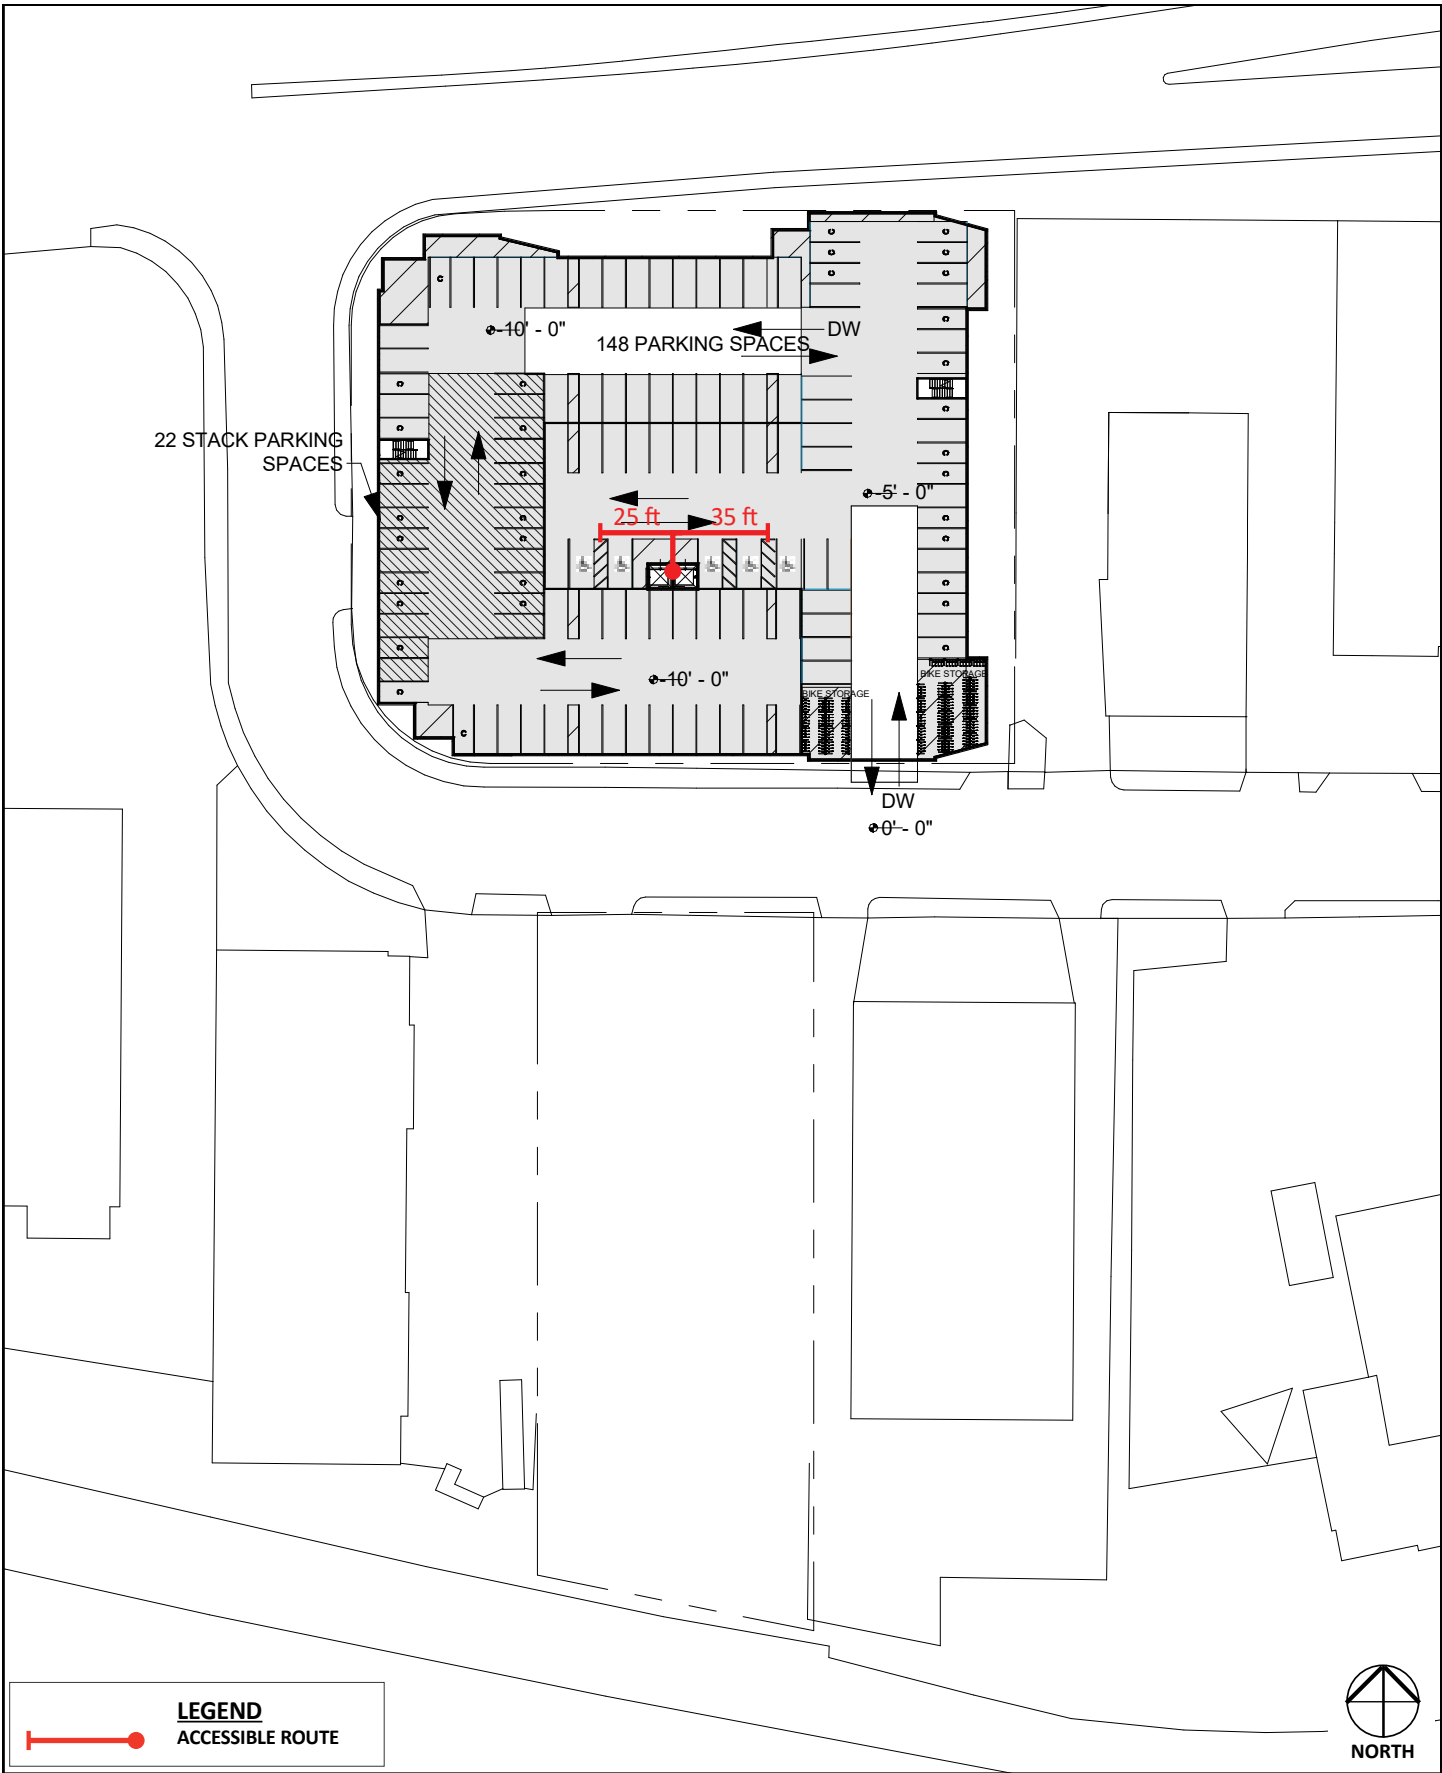 -10' - 0"
DW
148 PARKING SPACES
22 STACK PARKING
SPACES
-5' - 0"
25 ft
35 ft
-10' - 0"
BIKE STORAGE
BIKE STORAGE
DW
0' - 0"
LEGEND
ACCESSIBLE ROUTE
NORTH